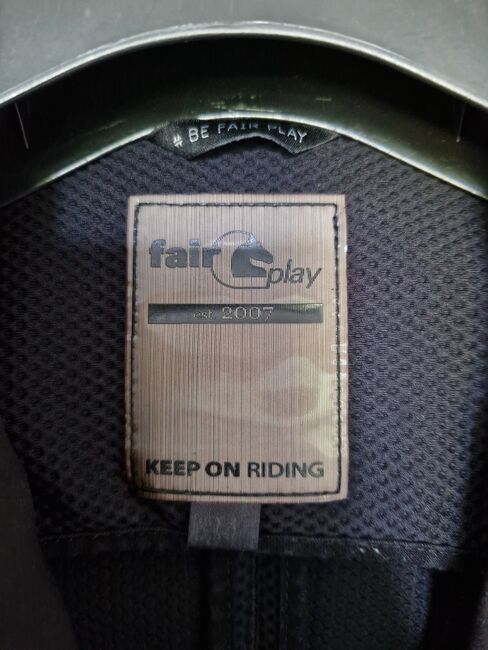 # BE FAIR PLAY
fair play
est. 2007
KEEP ON RIDING